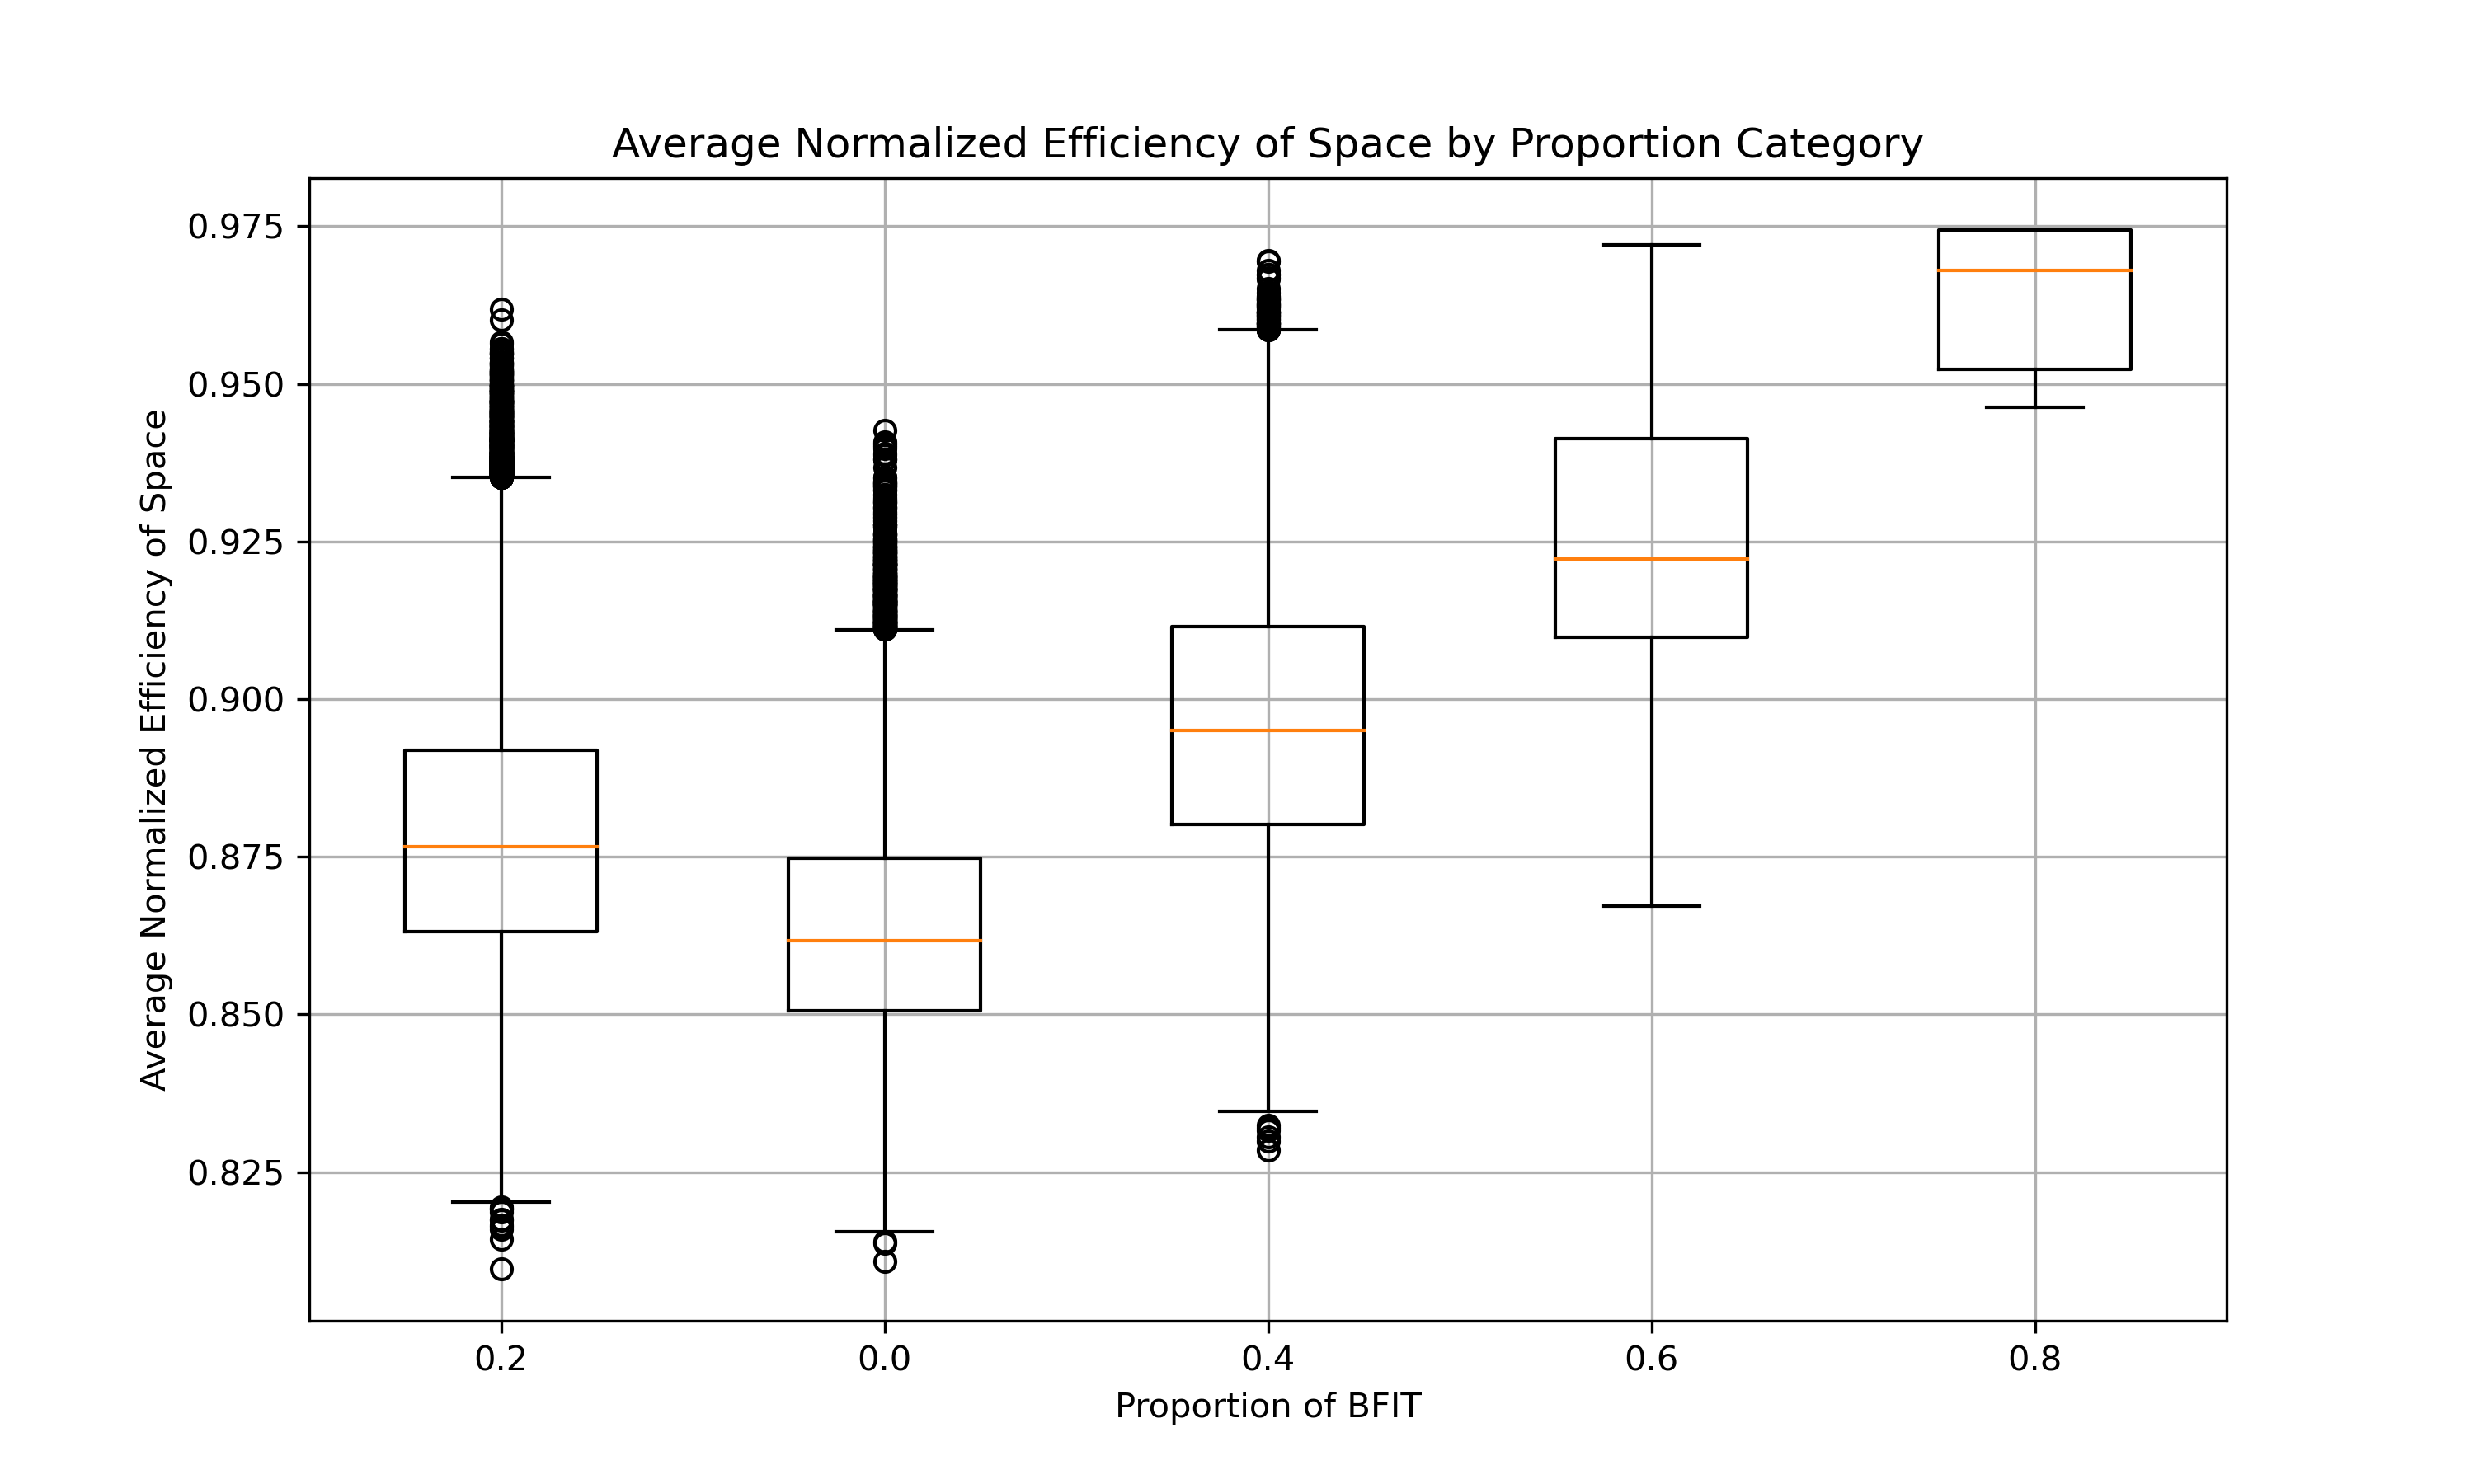 Average Normalized Efficiency of Space by Proportion Category
Average Normalized Efficiency of Space
0.975
0.950
0.925
0.900
0.875
0.850
0.825
0.2 0.0 0.4 0.6 0.8
Proportion of BFIT